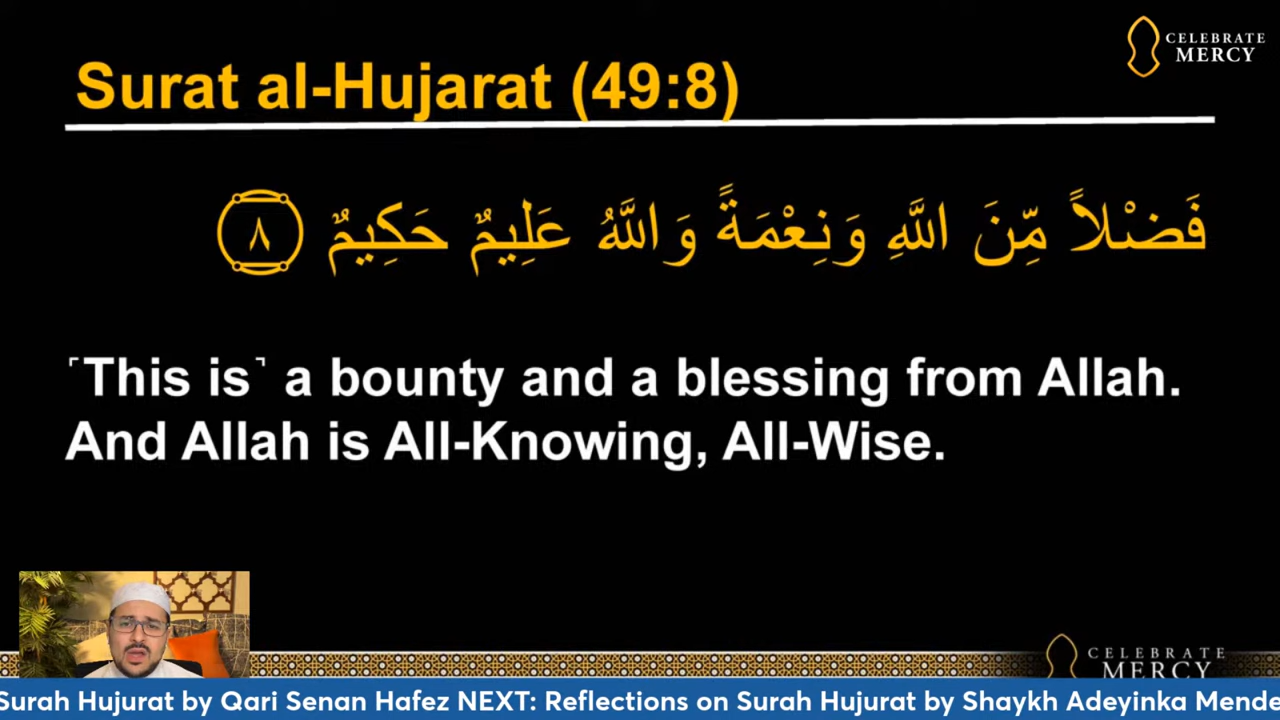 CELEBRATE
MERCY
Surat al-Hujarat (49:8)
فَضْلاً مِّنَ اللَّهِ وَنِعْمَةً وَاللَّهُ عَلِيمٌ حَكِيمٌ ٨
⸢This is⸣ a bounty and a blessing from Allah.
And Allah is All-Knowing, All-Wise.
CELEBRATE
MERCY
Surah Hujurat by Qari Senan Hafez NEXT: Reflections on Surah Hujurat by Shaykh Adeyinka Mende